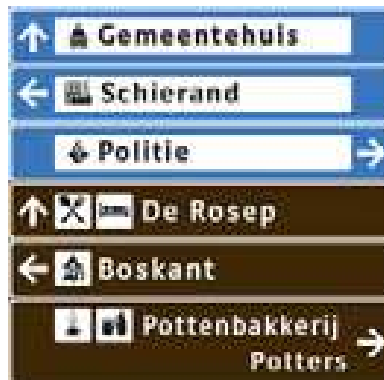 Gemeentehuis
Schierand
Politie
De Rosep
Boskant
Pottenbakkerij
Potters